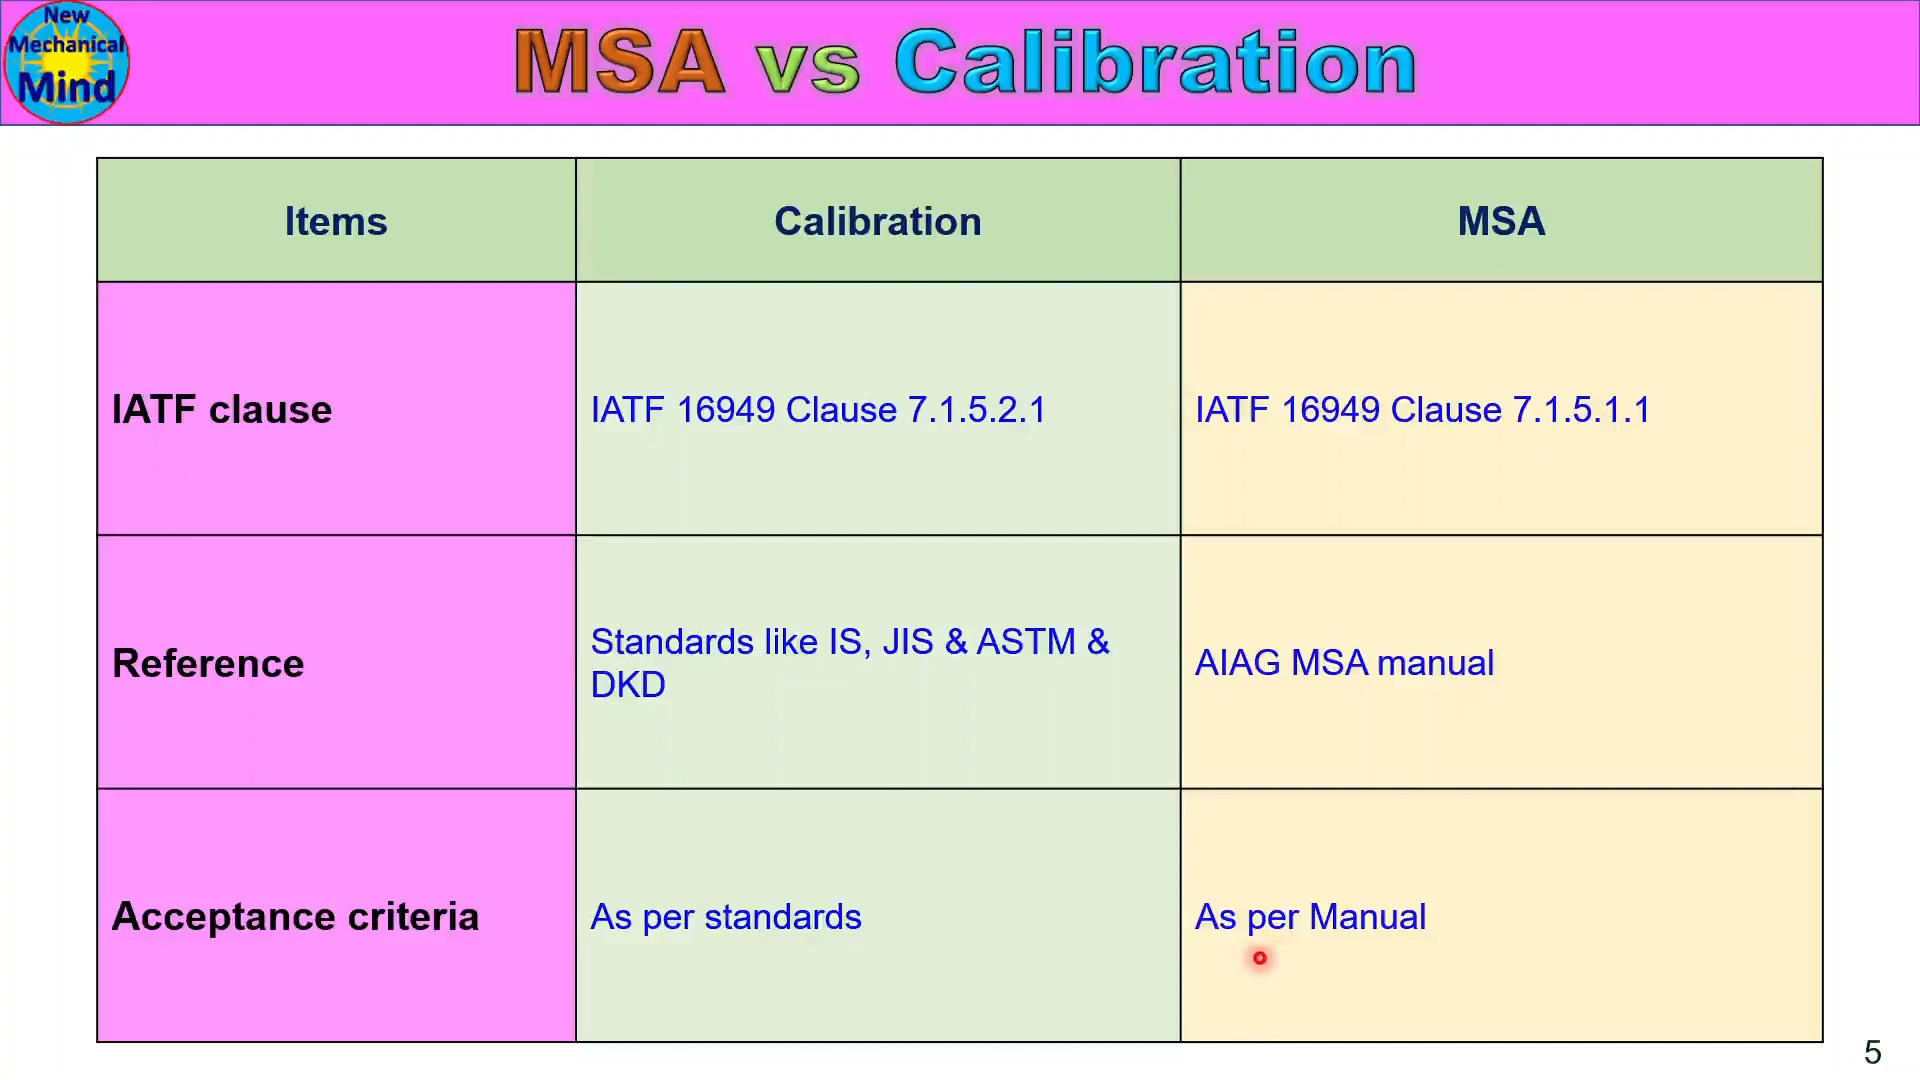 New
Mechanical
Mind
MSA vs Calibration
Items
Calibration
MSA
IATF clause
IATF 16949 Clause 7.1.5.2.1
IATF 16949 Clause 7.1.5.1.1
Reference
Standards like IS, JIS & ASTM &
DKD
AIAG MSA manual
Acceptance criteria
As per standards
As per Manual
5